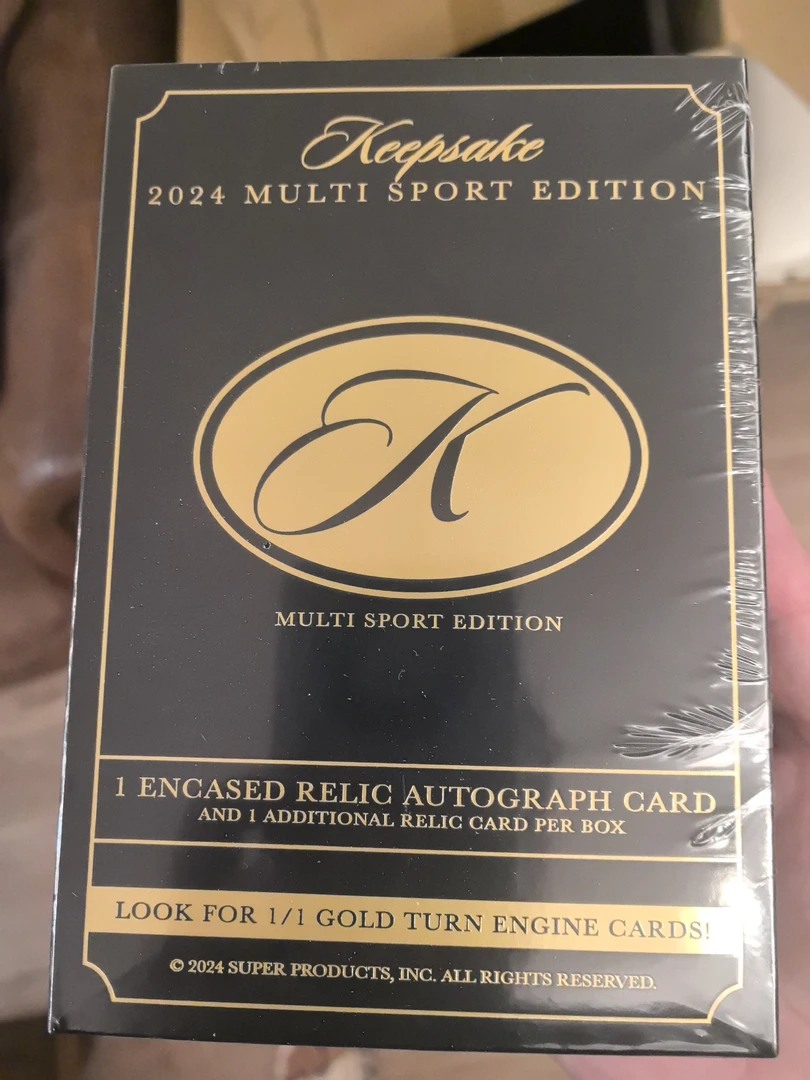 Keepsake
2024 MULTI SPORT EDITION
K
MULTI SPORT EDITION
1 ENCASED RELIC AUTOGRAPH CARD
AND 1 ADDITIONAL RELIC CARD PER BOX
LOOK FOR 1/1 GOLD TURN ENGINE CARDS!
© 2024 SUPER PRODUCTS, INC. ALL RIGHTS RESERVED.